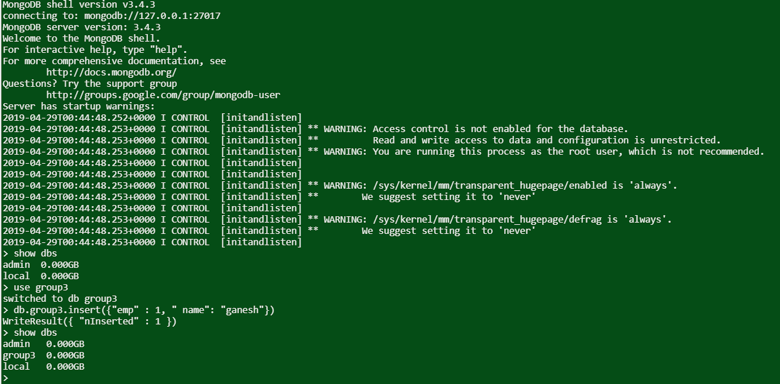 MongoDB shell version v3.4.3
connecting to: mongodb://127.0.0.1:27017
MongoDB server version: 3.4.3
Welcome to the MongoDB shell.
For interactive help, type "help".
For more comprehensive documentation, see
        http://docs.mongodb.org/
Questions? Try the support group
        http://groups.google.com/group/mongodb-user
Server has startup warnings:
2019-04-29T00:44:48.252+0000 I CONTROL  [initandlisten]
2019-04-29T00:44:48.253+0000 I CONTROL  [initandlisten] ** WARNING: Access control is not enabled for the database.
2019-04-29T00:44:48.253+0000 I CONTROL  [initandlisten] **          Read and write access to data and configuration is unrestricted.
2019-04-29T00:44:48.253+0000 I CONTROL  [initandlisten] ** WARNING: You are running this process as the root user, which is not recommended.
2019-04-29T00:44:48.253+0000 I CONTROL  [initandlisten]
2019-04-29T00:44:48.253+0000 I CONTROL  [initandlisten]
2019-04-29T00:44:48.253+0000 I CONTROL  [initandlisten] ** WARNING: /sys/kernel/mm/transparent_hugepage/enabled is 'always'.
2019-04-29T00:44:48.253+0000 I CONTROL  [initandlisten] **        We suggest setting it to 'never'
2019-04-29T00:44:48.253+0000 I CONTROL  [initandlisten]
2019-04-29T00:44:48.253+0000 I CONTROL  [initandlisten] ** WARNING: /sys/kernel/mm/transparent_hugepage/defrag is 'always'.
2019-04-29T00:44:48.253+0000 I CONTROL  [initandlisten] **        We suggest setting it to 'never'
2019-04-29T00:44:48.253+0000 I CONTROL  [initandlisten]
> show dbs
admin  0.000GB
local  0.000GB
> use group3
switched to db group3
> db.group3.insert({"emp" : 1, " name": "ganesh"})
WriteResult({ "nInserted" : 1 })
> show dbs
admin   0.000GB
group3  0.000GB
local   0.000GB
>